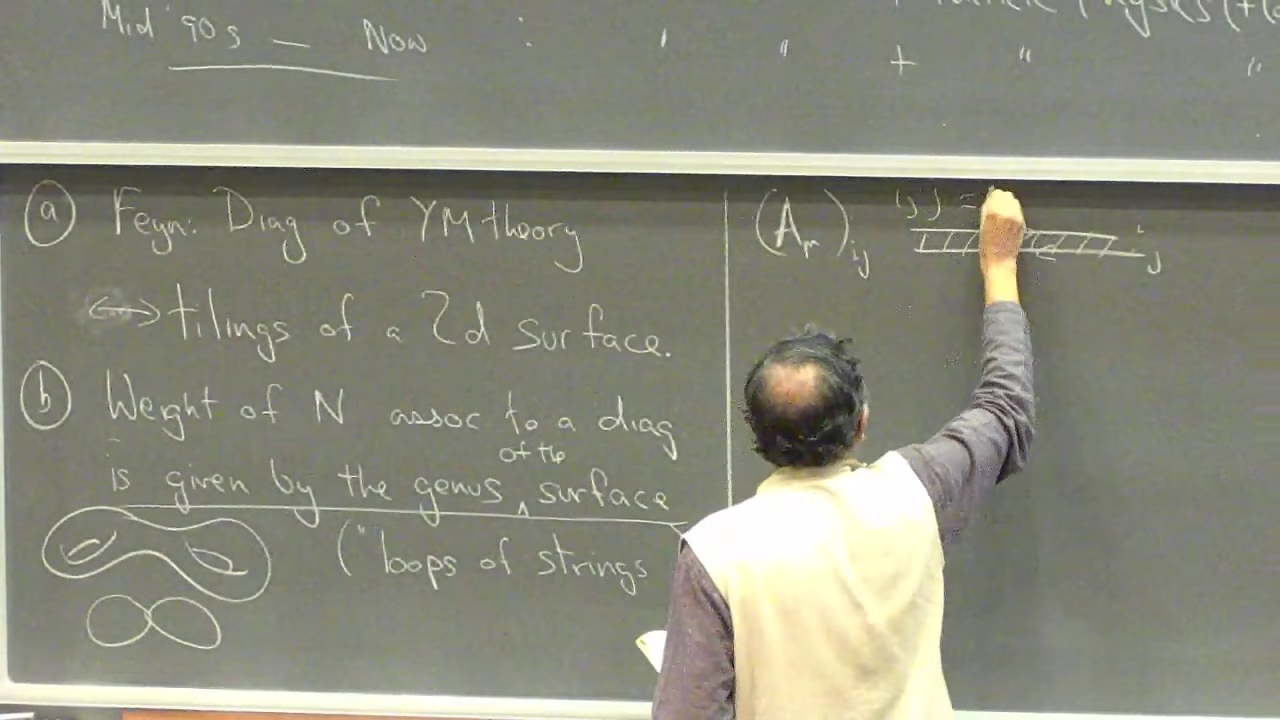 Mid '90s — Now : ' " + " "
(a) Feyn: Diag of YM theory
↔ tilings of a 2d surface.
(b) Weight of N assoc to a diag
is given by the genus of the surface
("loops of strings
(Aμ)ij
i
j